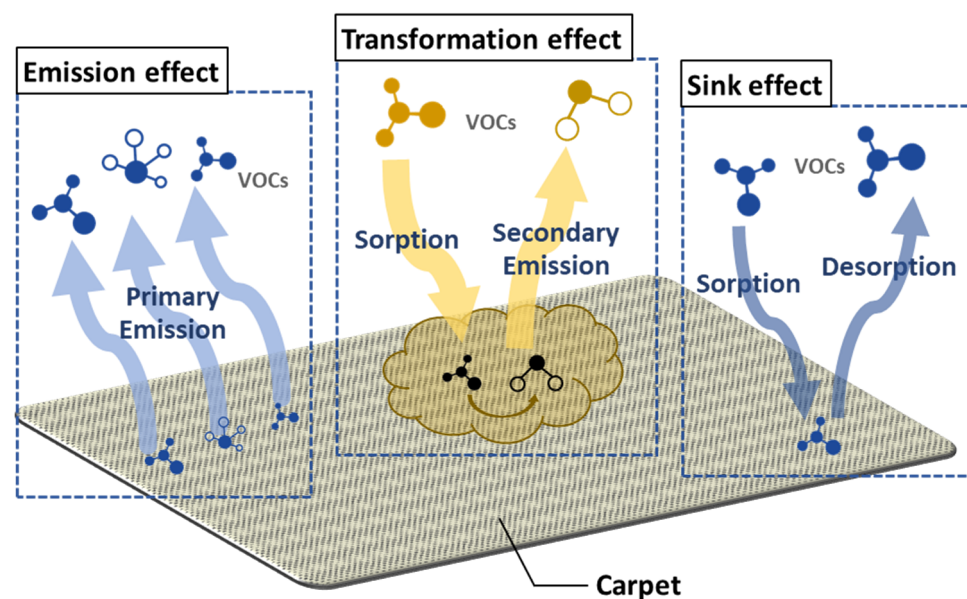 Emission effect
VOCs
Primary
Emission
Transformation effect
VOCs
Sorption
Secondary
Emission
Sink effect
VOCs
Sorption
Desorption
Carpet